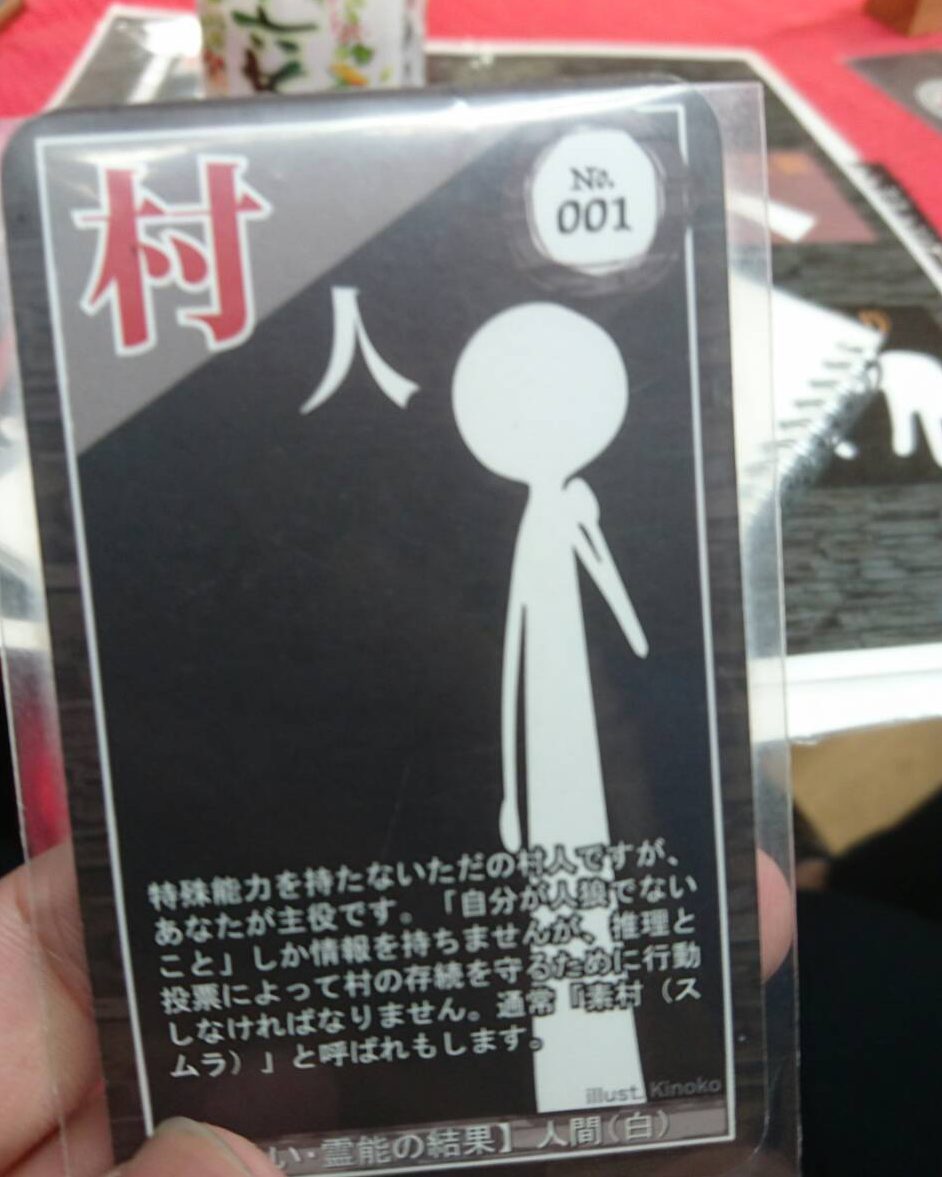 村人
No.
001
特殊能力を持たないただの村人ですが、
あなたが主役です。「自分が人狼でない
こと」しか情報を持ちませんが、推理と
投票によって村の存続を守るために行動
しなければなりません。通常「素村（ス
ムラ）」と呼ばれもします。
illust. Kinoko
い・霊能の結果】人間（白）